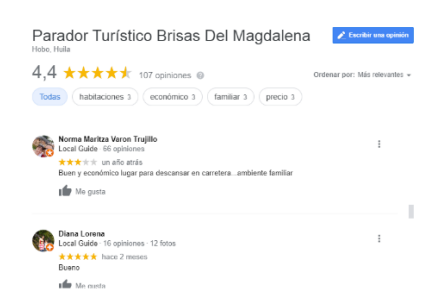 Parador Turístico Brisas Del Magdalena
Escribir una opinión
Hobo, Huila
4,4 107 opiniones
Ordenar por: Más relevantes
Todas habitaciones 3 económico 3 familiar 3 precio 3
Norma Maritza Varon Trujillo
Local Guide · 66 opiniones
un año atrás
Buen y económico lugar para descansar en carretera...ambiente familiar
Me gusta
Diana Lorena
Local Guide · 16 opiniones · 12 fotos
hace 2 meses
Bueno
Me gusta